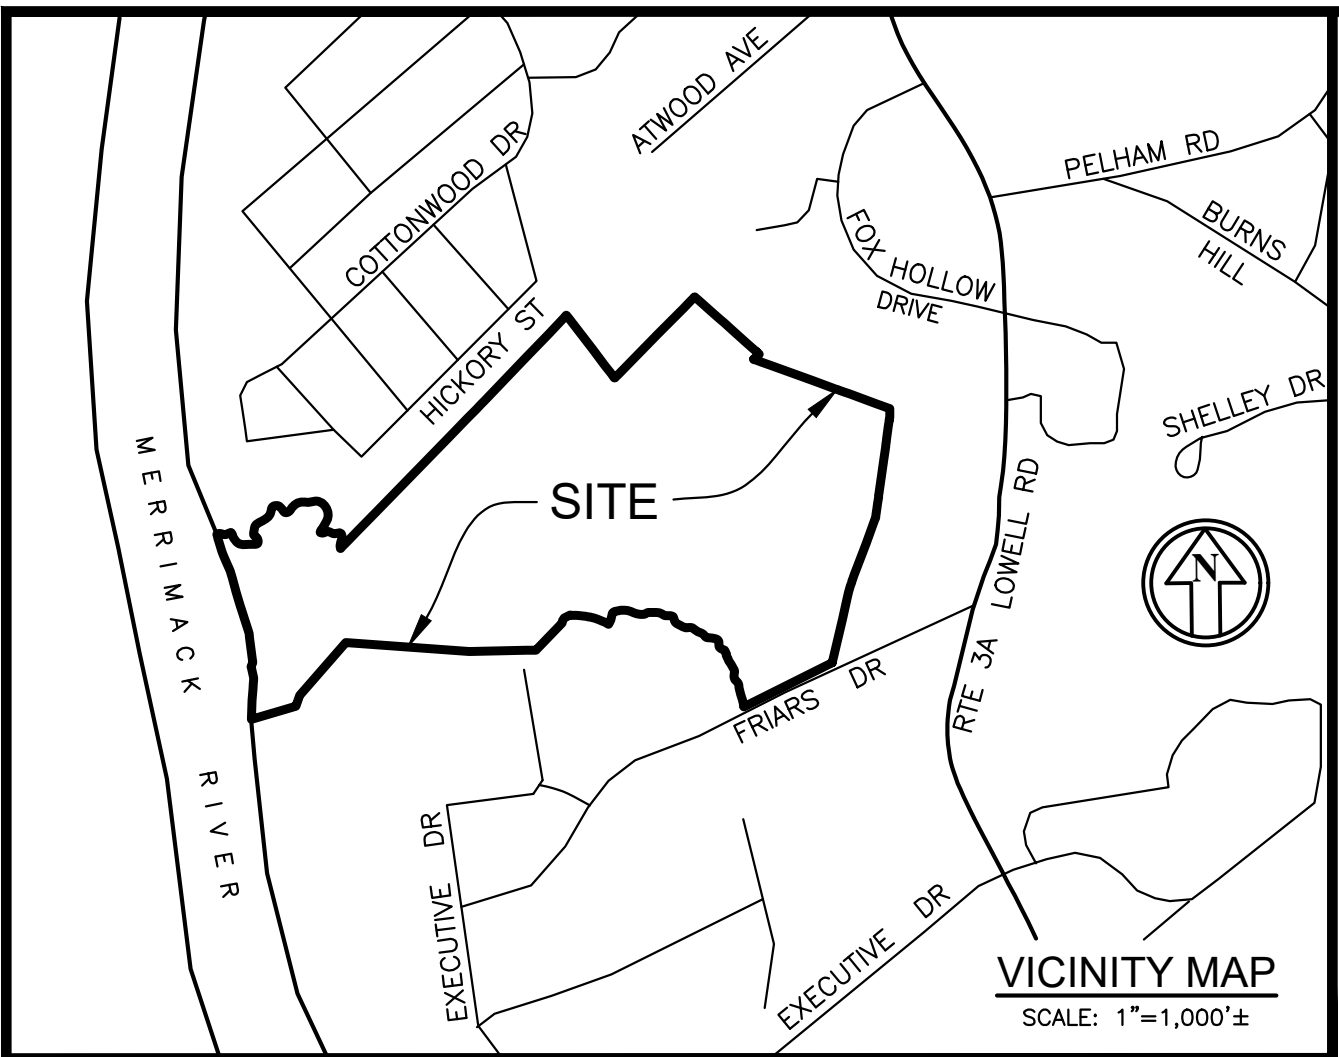 ATWOOD AVE
COTTONWOOD DR
PELHAM RD
BURNS
HILL
FOX HOLLOW
DRIVE
HICKORY ST
SHELLEY DR
MERRIMACK RIVER
SITE
RTE 3A LOWELL RD
N
FRIARS DR
EXECUTIVE DR
EXECUTIVE DR
VICINITY MAP
SCALE: 1"=1,000'±